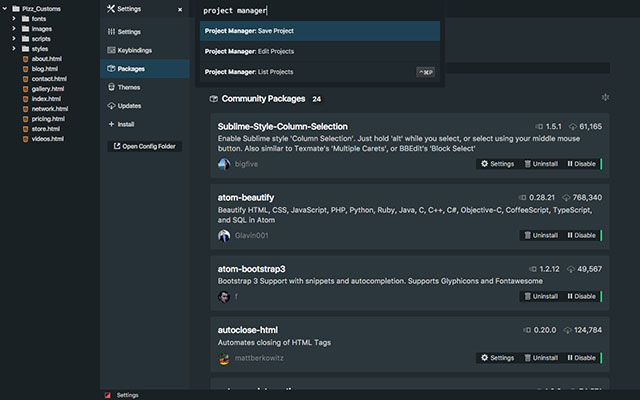 Plzz_Customs
fonts
images
scripts
styles
about.html
blog.html
contact.html
gallery.html
index.html
network.html
pricing.html
store.html
videos.html
Settings
Settings
Keybindings
Packages
Themes
Updates
+ Install
Open Config Folder
project manager
Project Manager: Save Project
Project Manager: Edit Projects
Project Manager: List Projects
⌃⌘P
Community Packages 24
Sublime-Style-Column-Selection 1.5.1 61,165
Enable Sublime style 'Column Selection'. Just hold 'alt' while you select, or select using your middle mouse
button. Also similar to Texmate's 'Multiple Carets', or BBEdit's 'Block Select'
bigfive Settings Uninstall Disable
atom-beautify 0.28.21 768,340
Beautify HTML, CSS, JavaScript, PHP, Python, Ruby, Java, C, C++, C#, Objective-C, CoffeeScript, TypeScript,
and SQL in Atom
Glavin001 Uninstall Disable
atom-bootstrap3 1.2.12 49,567
Bootstrap 3 Support with snippets and autocompletion. Supports Glyphicons and Fontawesome
f Uninstall Disable
autoclose-html 0.20.0 124,784
Automates closing of HTML Tags
mattberkowitz Settings Uninstall Disable
Settings